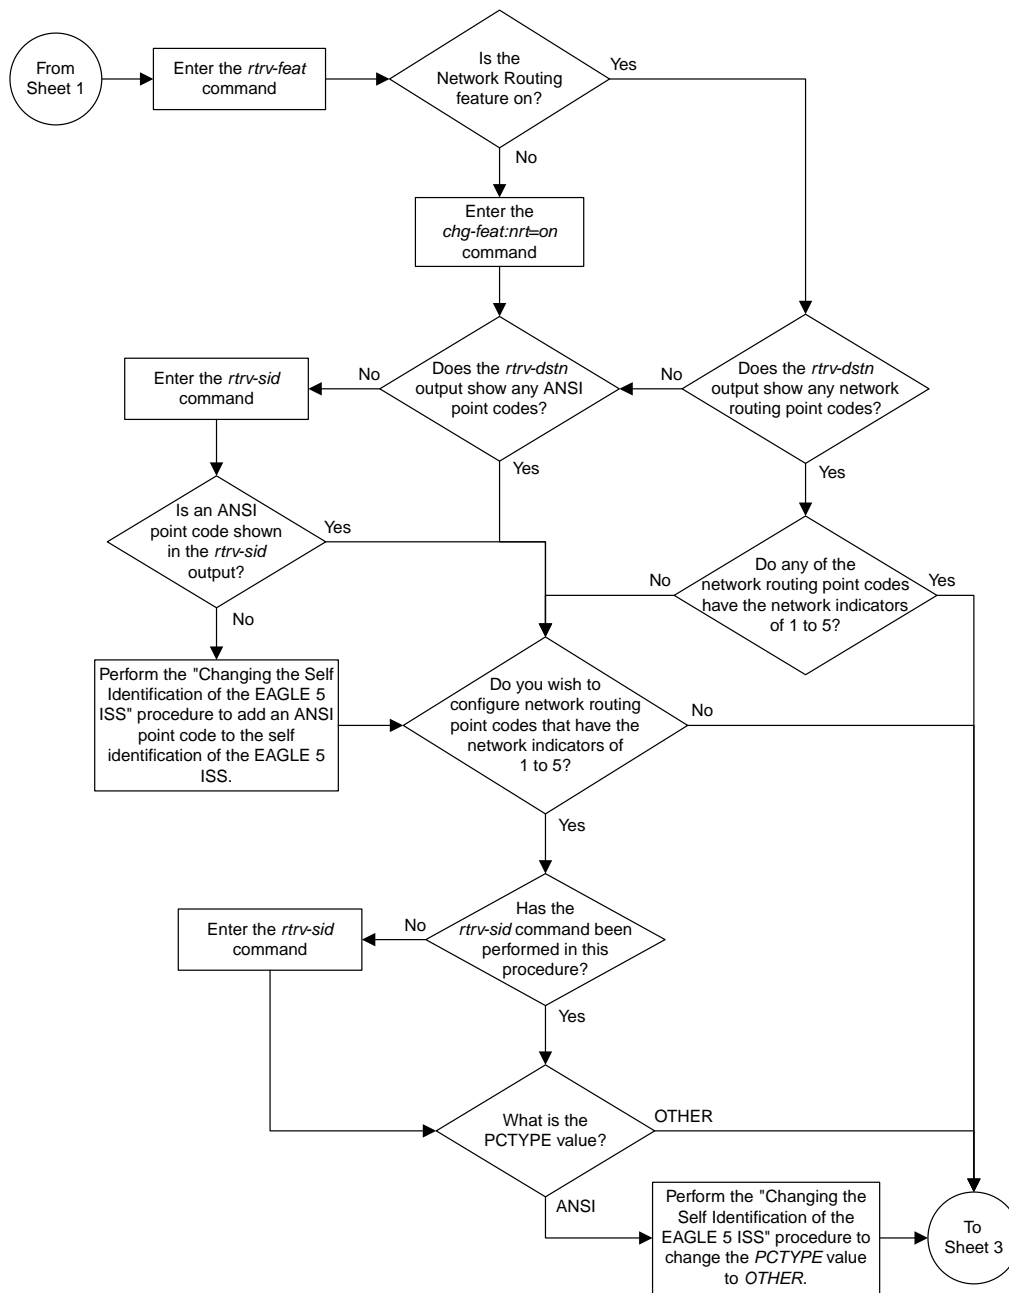 From
Sheet 1
Enter the rtrv-feat
command
Is the
Network Routing
feature on?
Yes
No
Enter the
chg-feat:nrt=on
command
Enter the rtrv-sid
command
No
Does the rtrv-dstn
output show any ANSI
point codes?
No
Does the rtrv-dstn
output show any network
routing point codes?
Yes
Yes
Is an ANSI
point code shown
in the rtrv-sid
output?
Yes
No
No
Do any of the
network routing point codes
have the network indicators
of 1 to 5?
Yes
Perform the "Changing the Self
Identification of the EAGLE 5
ISS" procedure to add an ANSI
point code to the self
identification of the EAGLE 5
ISS.
Do you wish to
configure network routing
point codes that have the
network indicators of
1 to 5?
No
Yes
Enter the rtrv-sid
command
No
Has the
rtrv-sid command been
performed in this
procedure?
Yes
What is the
PCTYPE value?
OTHER
ANSI
Perform the "Changing the
Self Identification of the
EAGLE 5 ISS" procedure to
change the PCTYPE value
to OTHER.
To
Sheet 3